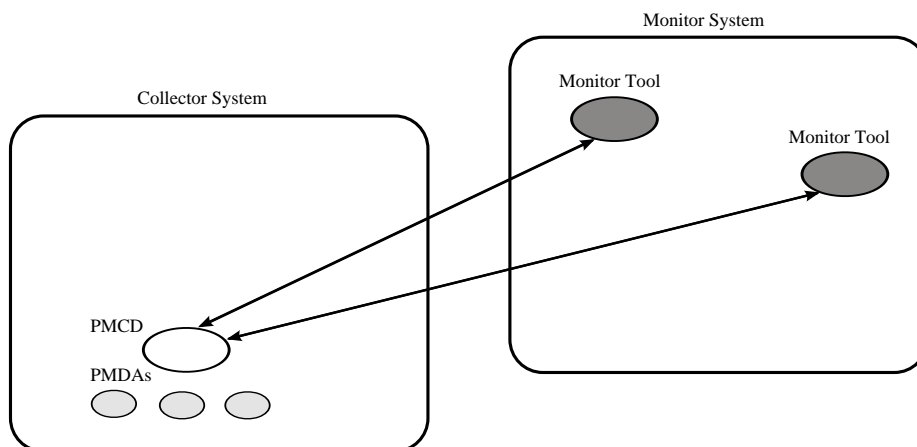 Monitor System
Monitor Tool
Collector System
Monitor Tool
PMCD
PMDAs